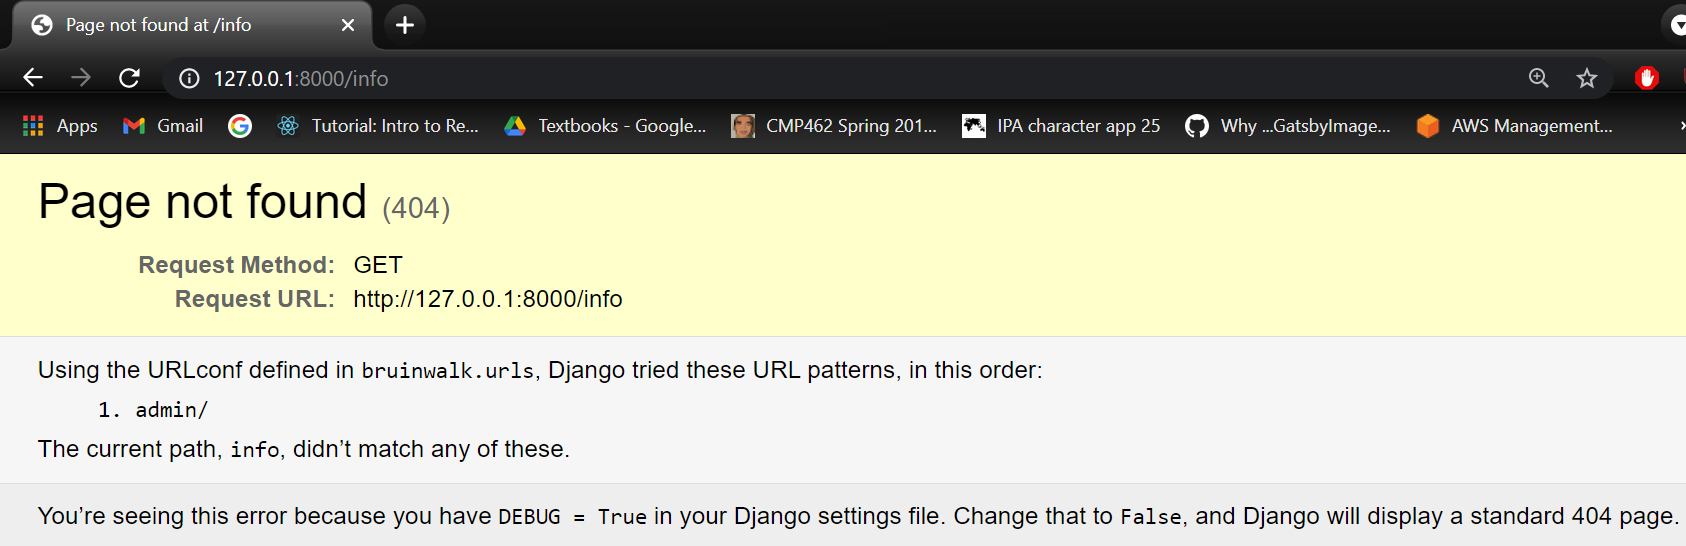 Page not found at /info
127.0.0.1:8000/info
Apps Gmail Tutorial: Intro to Re... Textbooks - Google... CMP462 Spring 201... IPA character app 25 Why ...GatsbyImage... AWS Management...
Page not found (404)
Request Method: GET
Request URL: http://127.0.0.1:8000/info
Using the URLconf defined in bruinwalk.urls, Django tried these URL patterns, in this order:
1. admin/
The current path, info, didn’t match any of these.
You’re seeing this error because you have DEBUG = True in your Django settings file. Change that to False, and Django will display a standard 404 page.